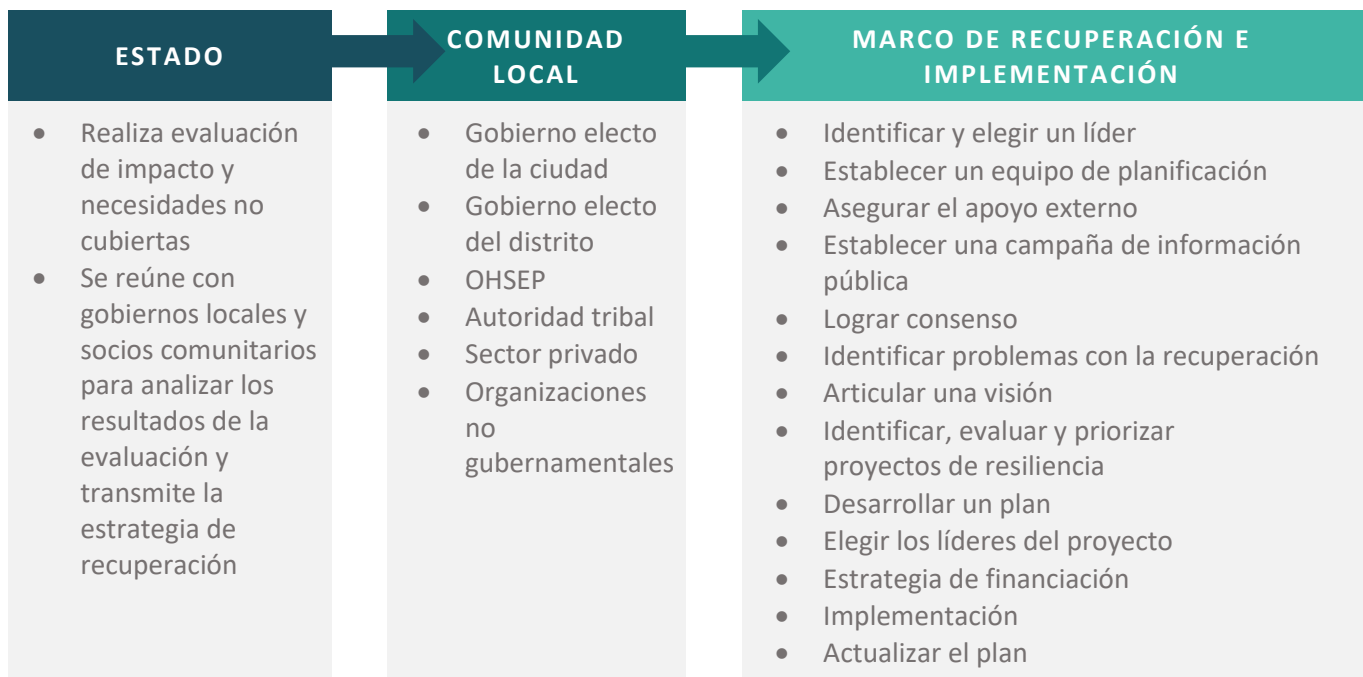 ESTADO
Realiza evaluación
de impacto y
necesidades no
cubiertas
Se reúne con
gobiernos locales y
socios comunitarios
para analizar los
resultados de la
evaluación y
transmite la
estrategia de
recuperación
COMUNIDAD
LOCAL
Gobierno electo
de la ciudad
Gobierno electo
del distrito
OHSEP
Autoridad tribal
Sector privado
Organizaciones
no
gubernamentales
MARCO DE RECUPERACIÓN E
IMPLEMENTACIÓN
Identificar y elegir un líder
Establecer un equipo de planificación
Asegurar el apoyo externo
Establecer una campaña de información
pública
Lograr consenso
Identificar problemas con la recuperación
Articular una visión
Identificar, evaluar y priorizar
proyectos de resiliencia
Desarrollar un plan
Elegir los líderes del proyecto
Estrategia de financiación
Implementación
Actualizar el plan